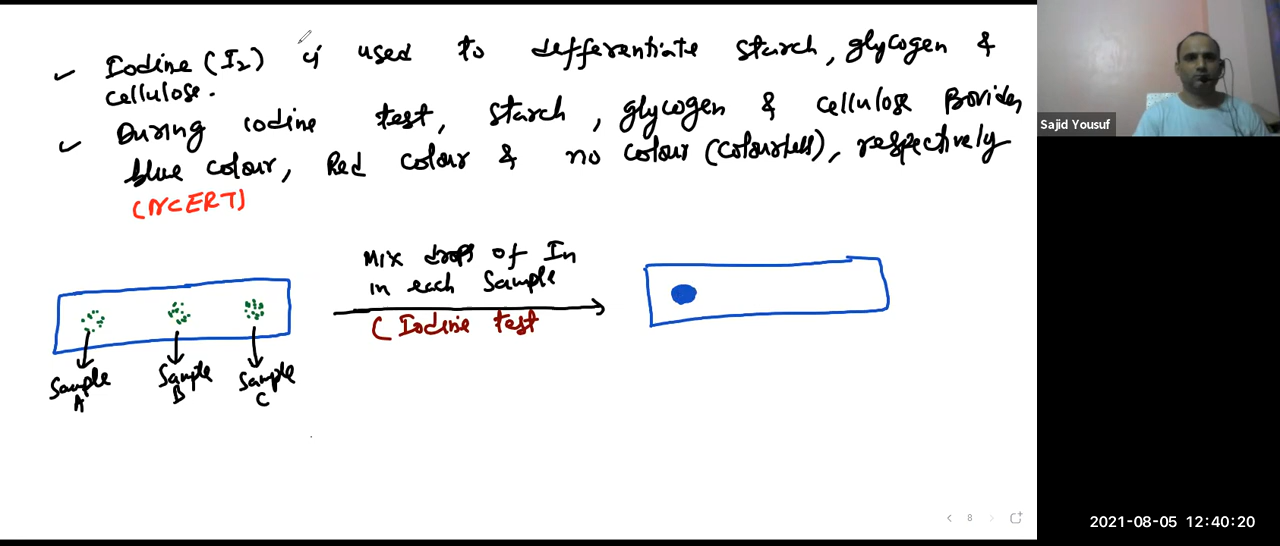 Iodine (I2) is used to defferentiate starch, glycogen &
cellulose.
During iodine test, starch, glycogen & cellulose Provides
blue colour, Red colour & no colour (colourless), respectively
(NCERT)
Mix drops of In
in each Sample
( Iodine test
Sample
A
Sample
B
Sample
C
Sajid Yousuf
8
2021-08-05 12:40:20